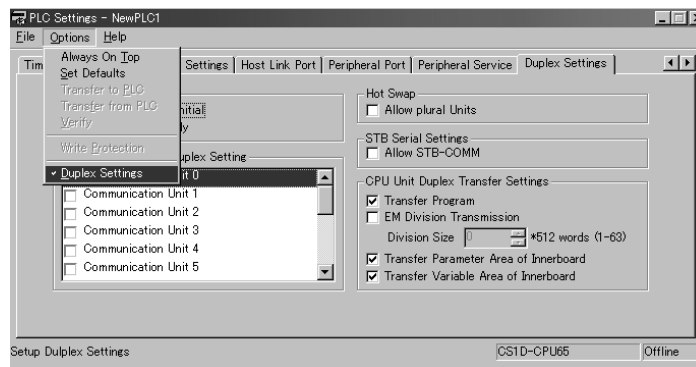 PLC Settings - NewPLC1
File Options Help
Always On Top
Set Defaults
Transfer to PLC
Transfer from PLC
Verify
Write Protection
Duplex Settings
Tim
Settings
Host Link Port
Peripheral Port
Peripheral Service
Duplex Settings
nitial
ly
uplex Setting
it 0
Communication Unit 1
Communication Unit 2
Communication Unit 3
Communication Unit 4
Communication Unit 5
Hot Swap
Allow plural Units
STB Serial Settings
Allow STB-COMM
CPU Unit Duplex Transfer Settings
Transfer Program
EM Division Transmission
Division Size 0 *512 words (1-63)
Transfer Parameter Area of Innerboard
Transfer Variable Area of Innerboard
Setup Dulplex Settings
CS1D-CPU65
Offline